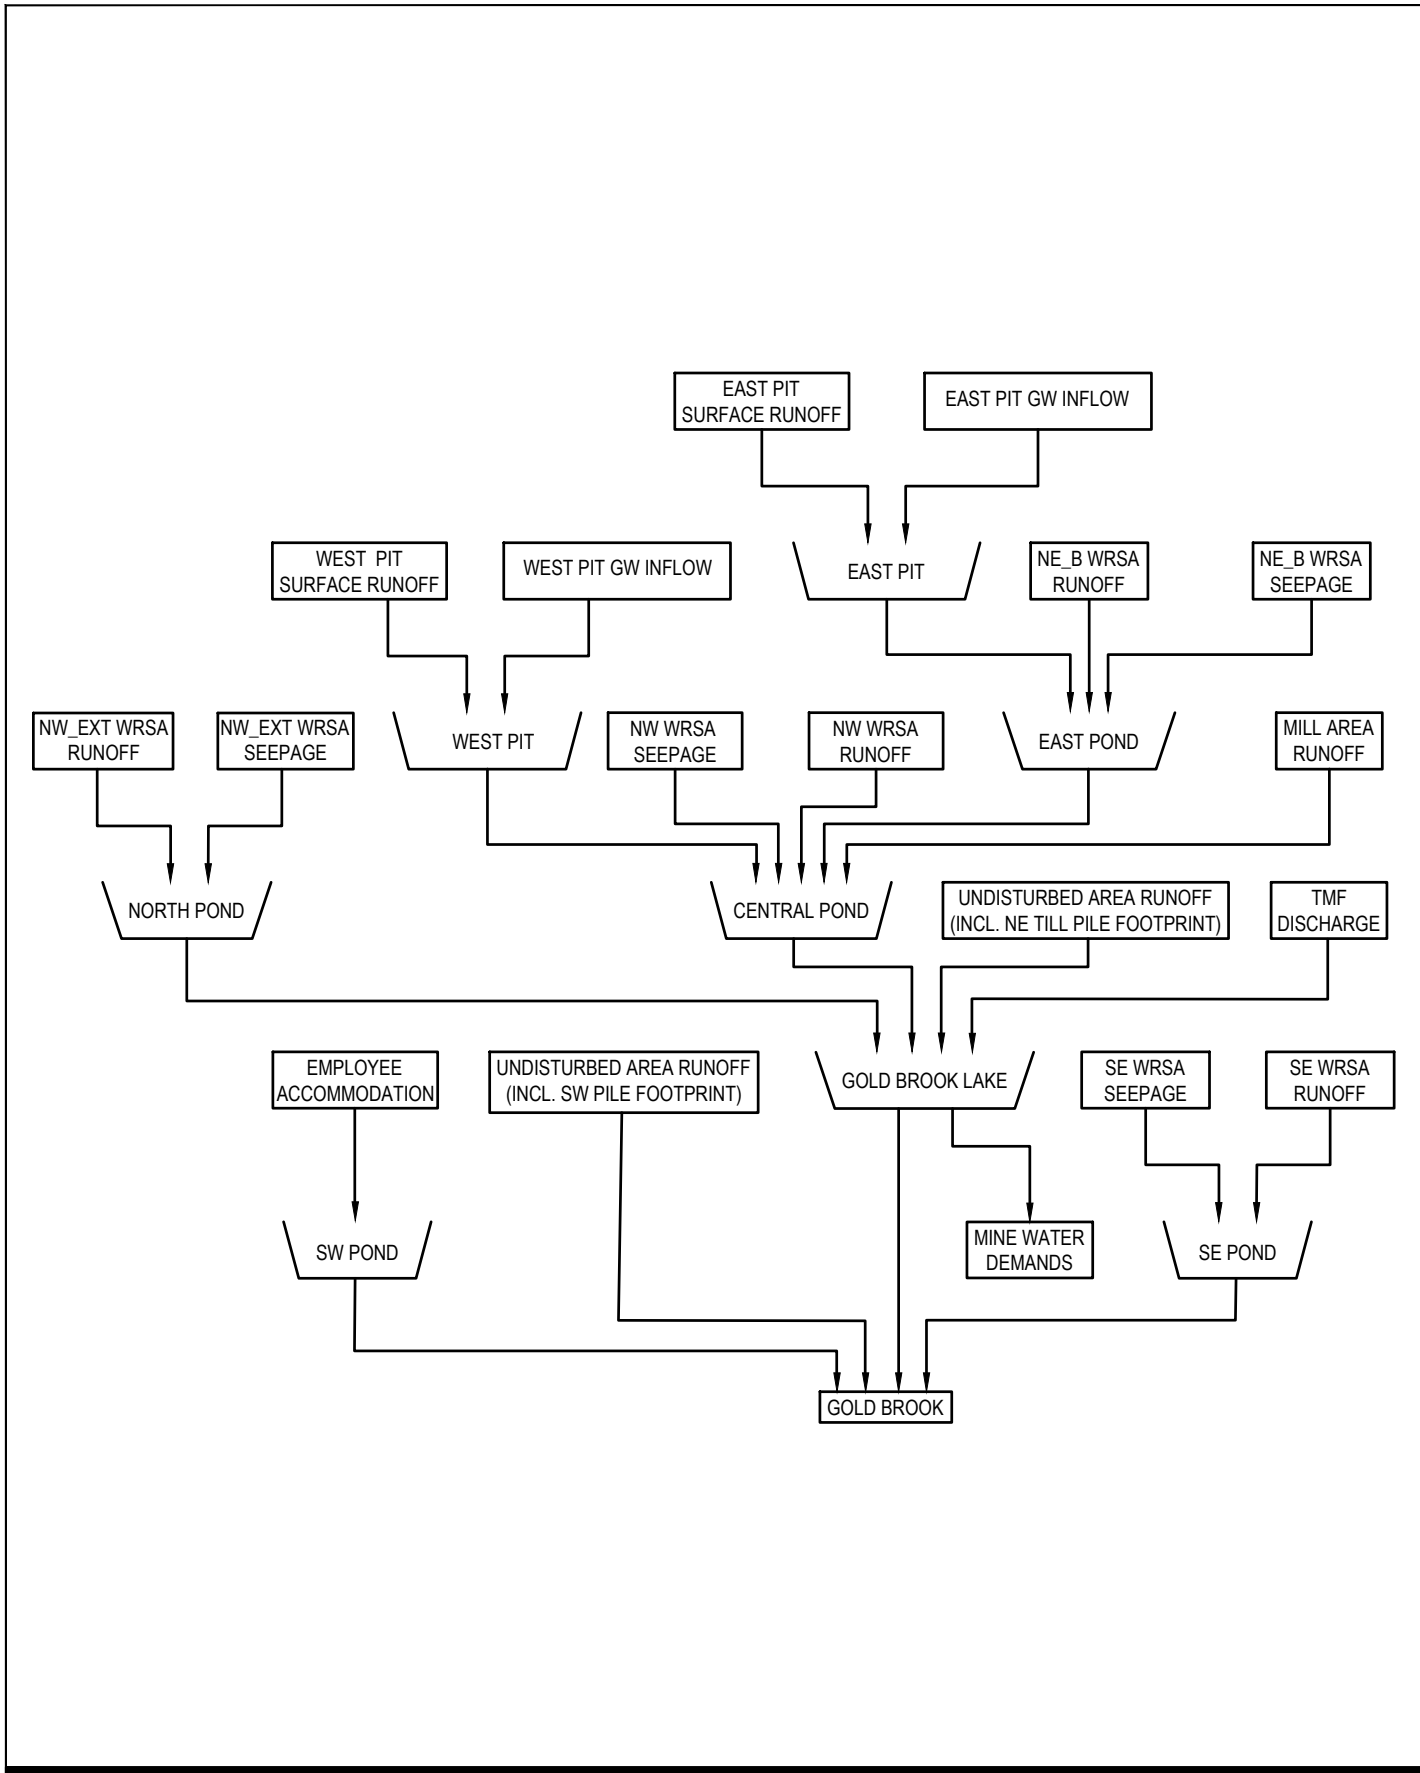 EAST PIT
SURFACE RUNOFF
EAST PIT GW INFLOW
WEST PIT
SURFACE RUNOFF
WEST PIT GW INFLOW
EAST PIT
NE_B WRSA
RUNOFF
NE_B WRSA
SEEPAGE
NW_EXT WRSA
RUNOFF
NW_EXT WRSA
SEEPAGE
WEST PIT
NW WRSA
SEEPAGE
NW WRSA
RUNOFF
EAST POND
MILL AREA
RUNOFF
NORTH POND
CENTRAL POND
UNDISTURBED AREA RUNOFF
(INCL. NE TILL PILE FOOTPRINT)
TMF
DISCHARGE
EMPLOYEE
ACCOMMODATION
UNDISTURBED AREA RUNOFF
(INCL. SW PILE FOOTPRINT)
GOLD BROOK LAKE
SE WRSA
SEEPAGE
SE WRSA
RUNOFF
SW POND
MINE WATER
DEMANDS
SE POND
GOLD BROOK